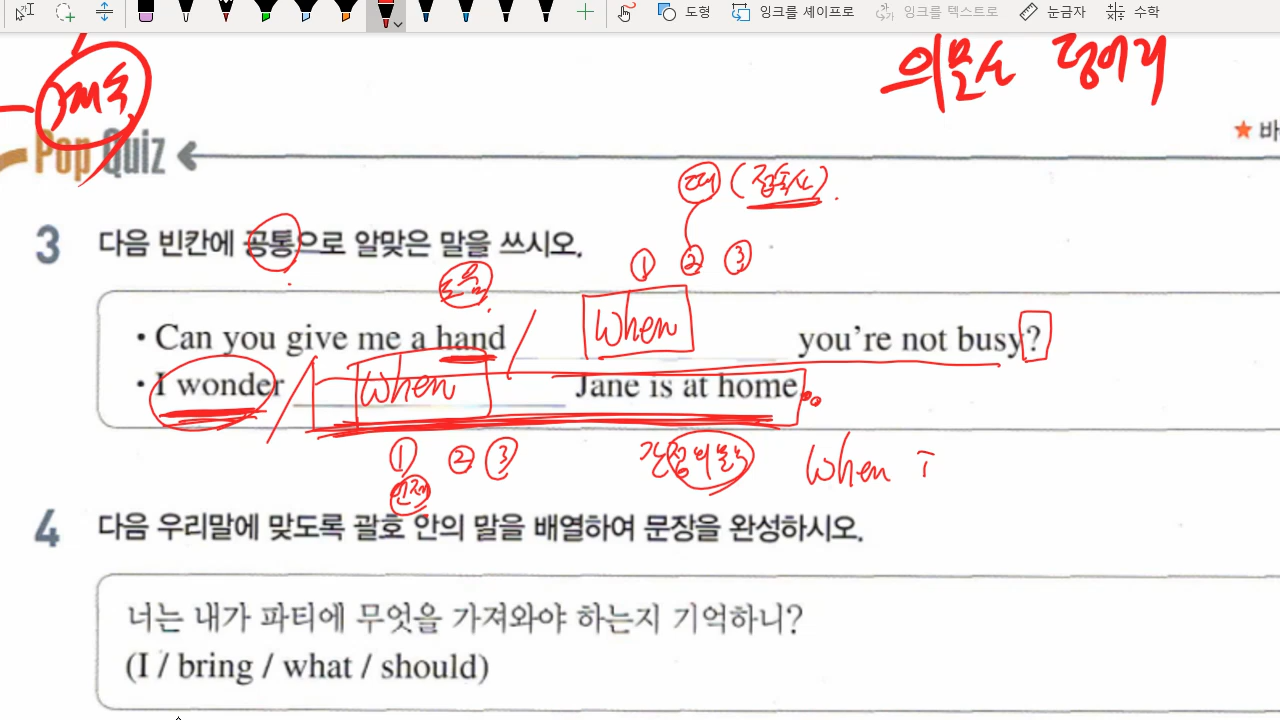 도형 잉크를 셰이프로 잉크를 텍스트로 눈금자 수학
의문사 덩어리
Pop Quiz
★ 바
때 (접속사).
3 다음 빈칸에 공통으로 알맞은 말을 쓰시오.
① ② ③
도움
• Can you give me a hand / When you're not busy?
• I wonder / When Jane is at home.
① ② ③ 간접의문문 When
언제
4 다음 우리말에 맞도록 괄호 안의 말을 배열하여 문장을 완성하시오.
너는 내가 파티에 무엇을 가져와야 하는지 기억하니?
(I / bring / what / should)